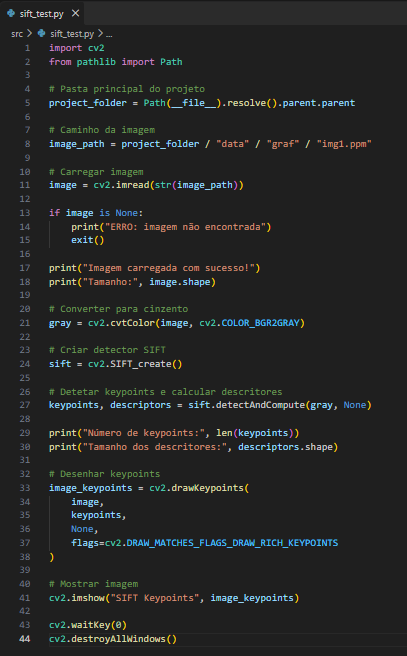 sift_test.py ×
src > sift_test.py > ...
1 import cv2
2 from pathlib import Path
3
4 # Pasta principal do projeto
5 project_folder = Path(__file__).resolve().parent.parent
6
7 # Caminho da imagem
8 image_path = project_folder / "data" / "graf" / "img1.ppm"
9
10 # Carregar imagem
11 image = cv2.imread(str(image_path))
12
13 if image is None:
14     print("ERRO: imagem não encontrada")
15     exit()
16
17 print("Imagem carregada com sucesso!")
18 print("Tamanho:", image.shape)
19
20 # Converter para cinzento
21 gray = cv2.cvtColor(image, cv2.COLOR_BGR2GRAY)
22
23 # Criar detector SIFT
24 sift = cv2.SIFT_create()
25
26 # Detetar keypoints e calcular descritores
27 keypoints, descriptors = sift.detectAndCompute(gray, None)
28
29 print("Número de keypoints:", len(keypoints))
30 print("Tamanho dos descritores:", descriptors.shape)
31
32 # Desenhar keypoints
33 image_keypoints = cv2.drawKeypoints(
34     image,
35     keypoints,
36     None,
37     flags=cv2.DRAW_MATCHES_FLAGS_DRAW_RICH_KEYPOINTS
38 )
39
40 # Mostrar imagem
41 cv2.imshow("SIFT Keypoints", image_keypoints)
42
43 cv2.waitKey(0)
44 cv2.destroyAllWindows()